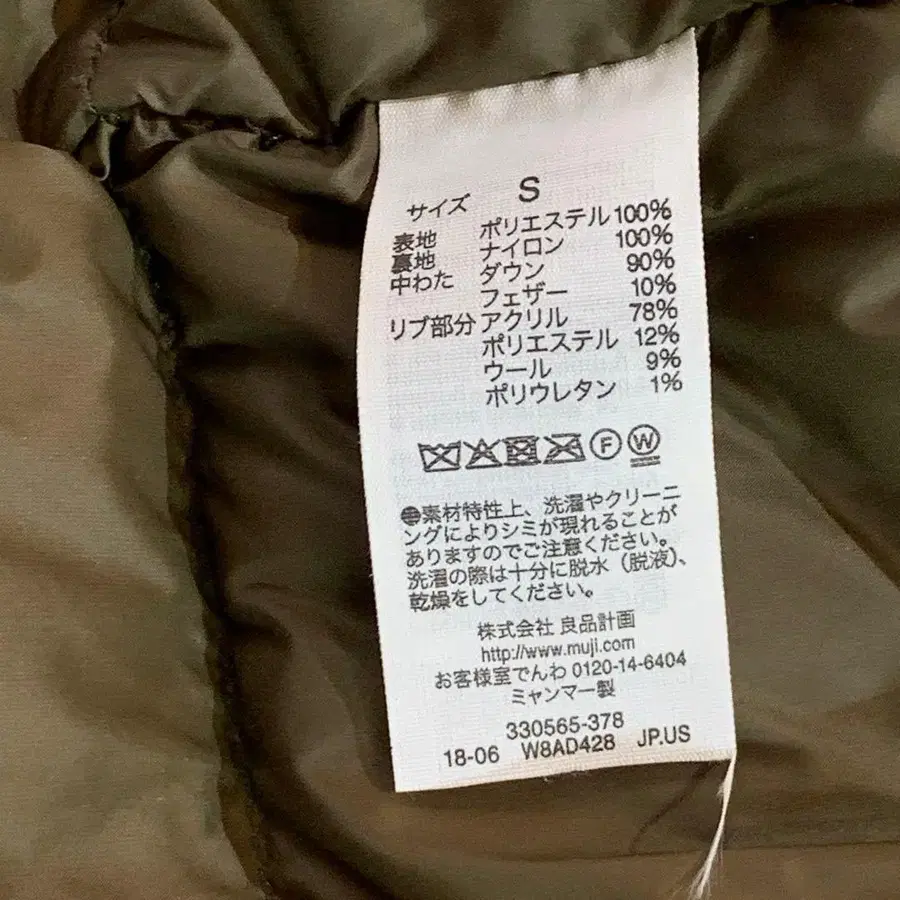 サイズ S
表地 ポリエステル 100%
裏地 ナイロン 100%
中わた ダウン 90%
フェザー 10%
リブ部分 アクリル 78%
ポリエステル 12%
ウール 9%
ポリウレタン 1%
F W
素材特性上、洗濯やクリーニ
ングによりシミが現れることが
ありますのでご注意ください。
洗濯の際は十分に脱水(脱液)、
乾燥をしてください。
株式会社 良品計画
http://www.muji.com
お客様室でんわ 0120-14-6404
ミャンマー製
330565-378
18-06 W8AD428 JP.US